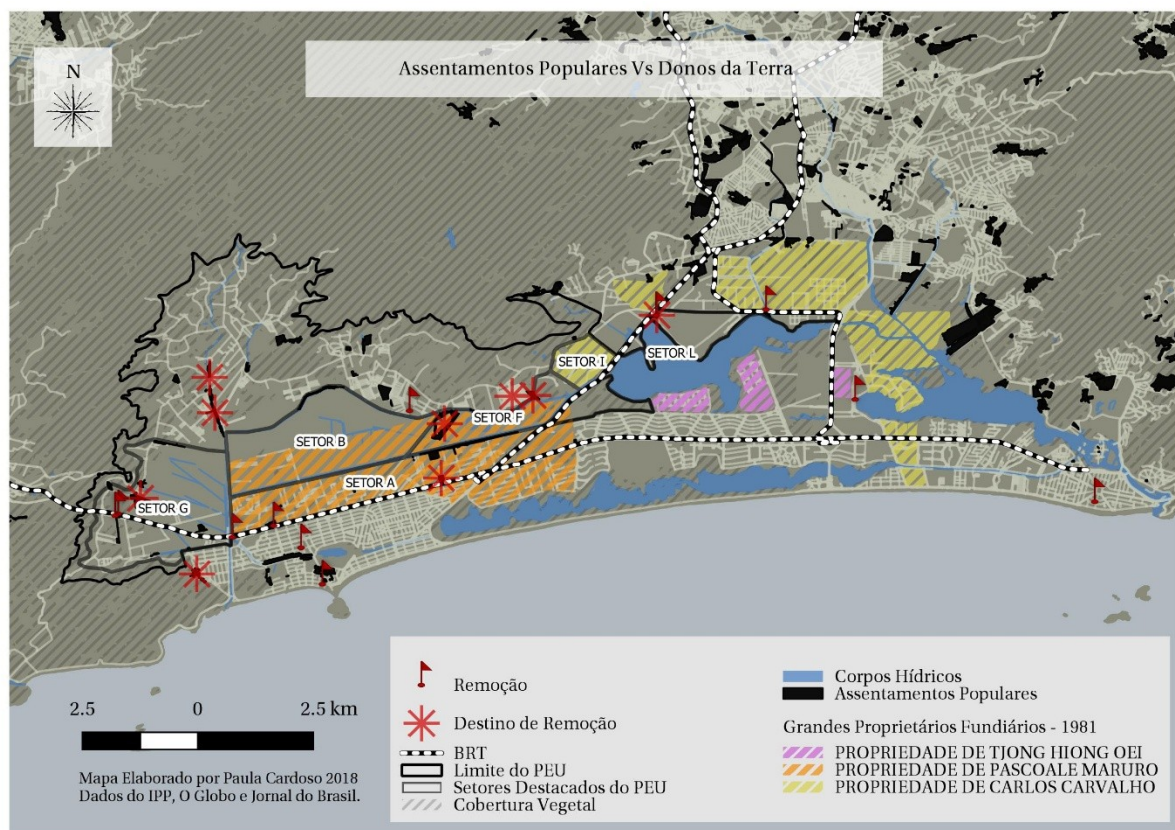 Assentamentos Populares Vs Donos da Terra
N
SETOR I
SETOR L
SETOR F
SETOR B
SETOR A
SETOR G
2.5 0 2.5 km
Mapa Elaborado por Paula Cardoso 2018
Dados do IPP, O Globo e Jornal do Brasil.
Remoção
Destino de Remoção
BRT
Limite do PEU
Setores Destacados do PEU
Cobertura Vegetal
Corpos Hídricos
Assentamentos Populares
Grandes Proprietários Fundiários - 1981
PROPRIEDADE DE TJONG HIONG OEI
PROPRIEDADE DE PASCOALE MARURO
PROPRIEDADE DE CARLOS CARVALHO